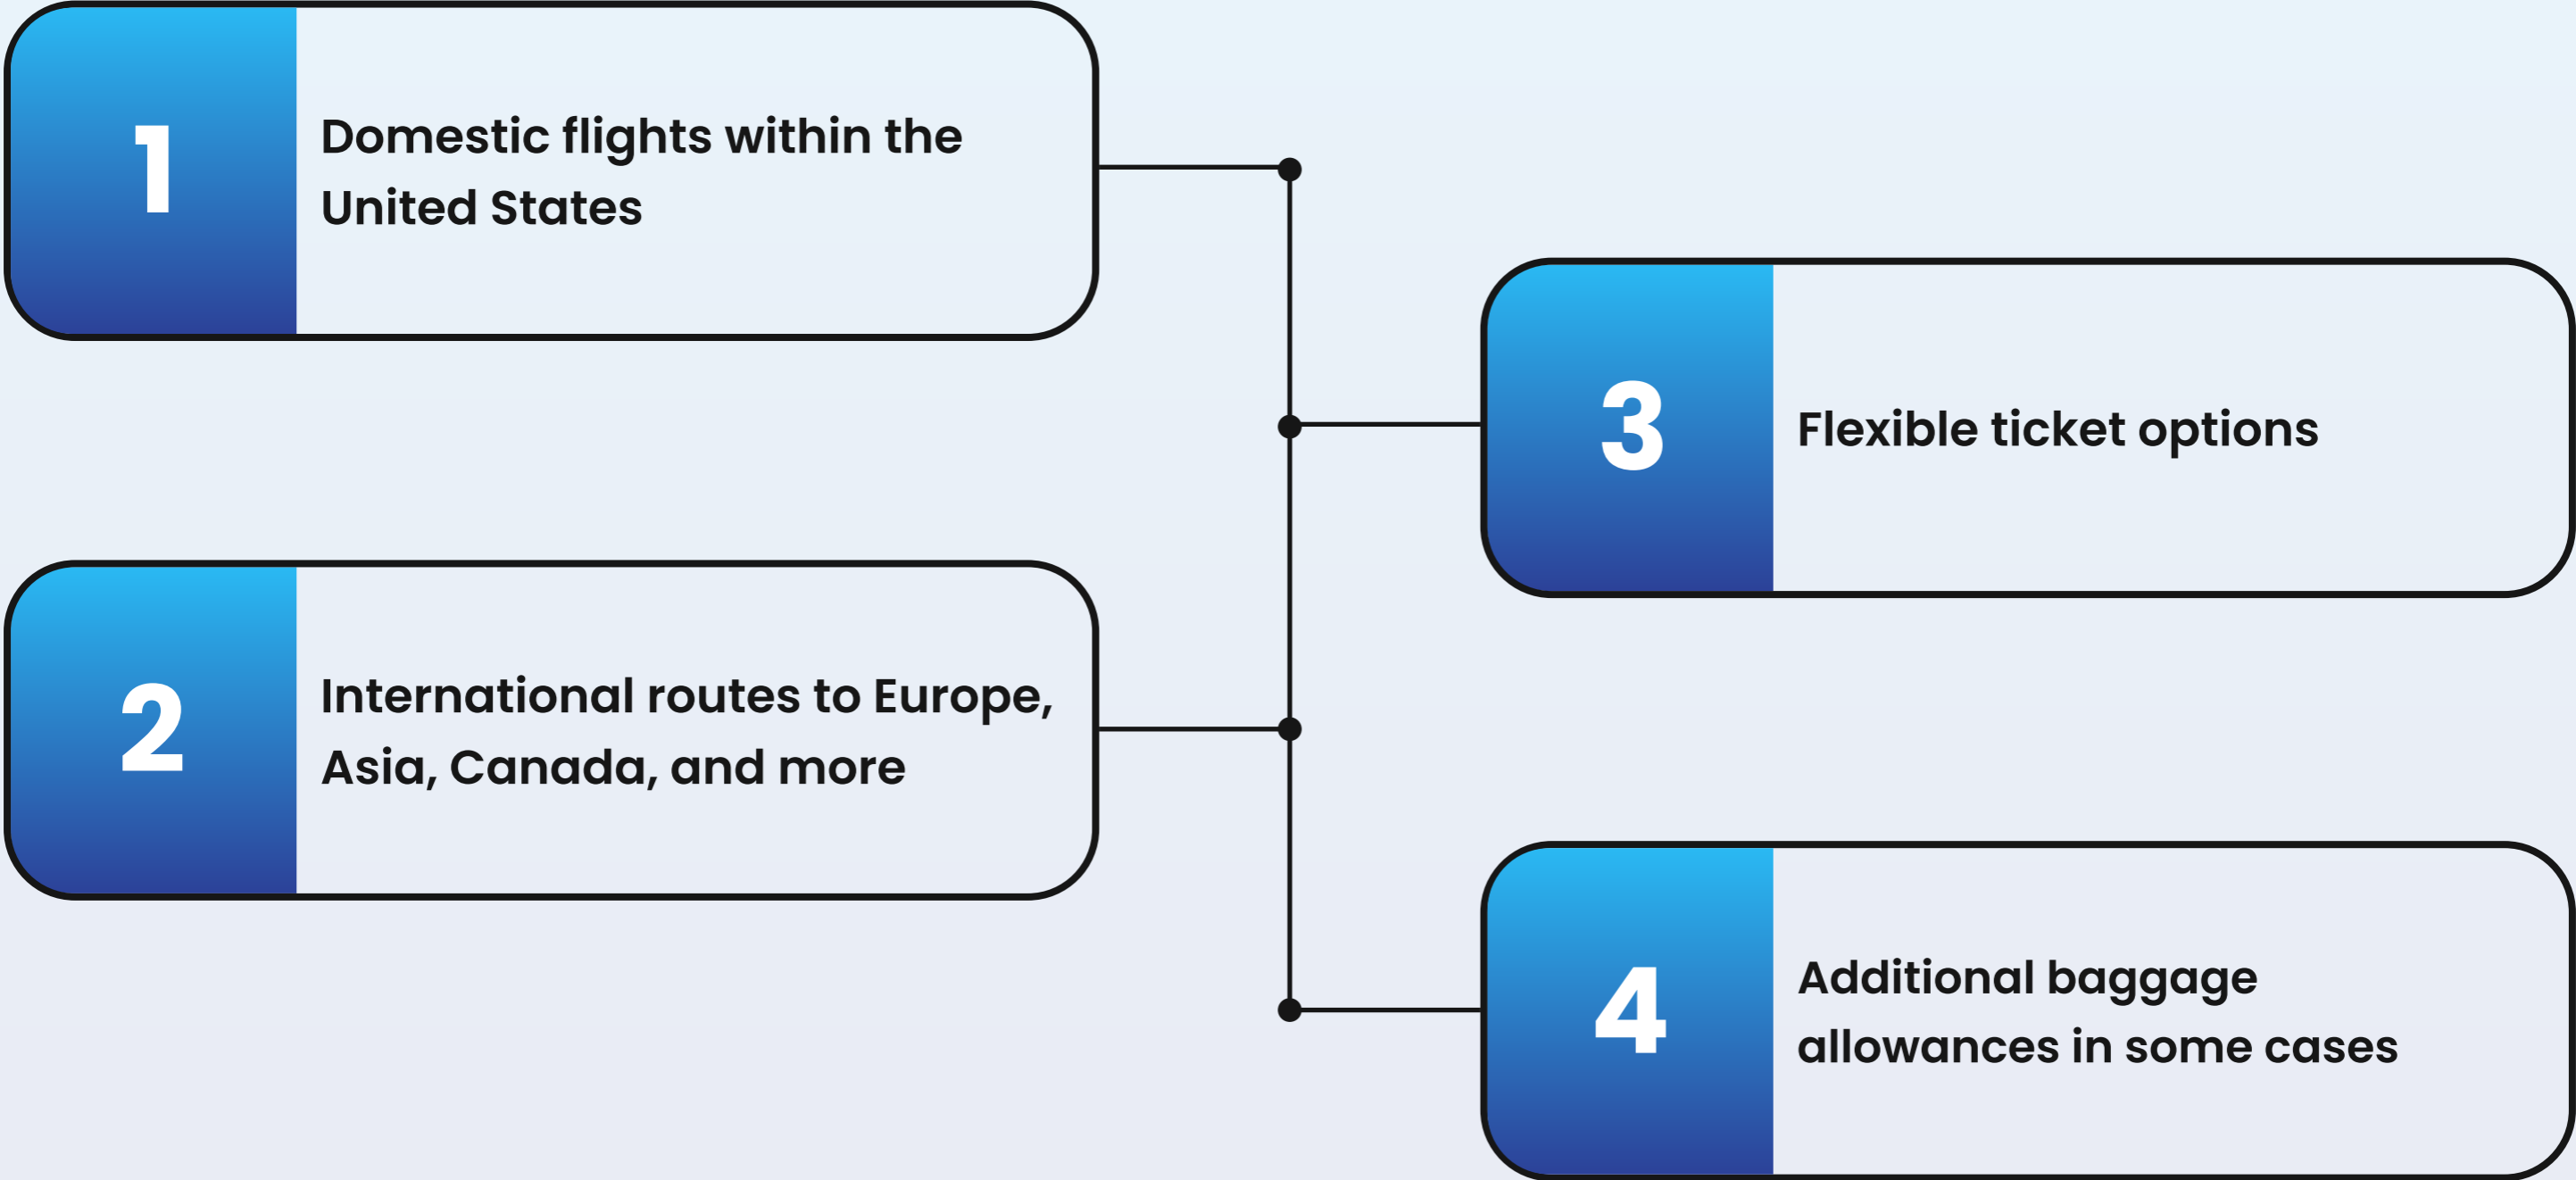 1
Domestic flights within the
United States
2
International routes to Europe,
Asia, Canada, and more
3
Flexible ticket options
4
Additional baggage
allowances in some cases